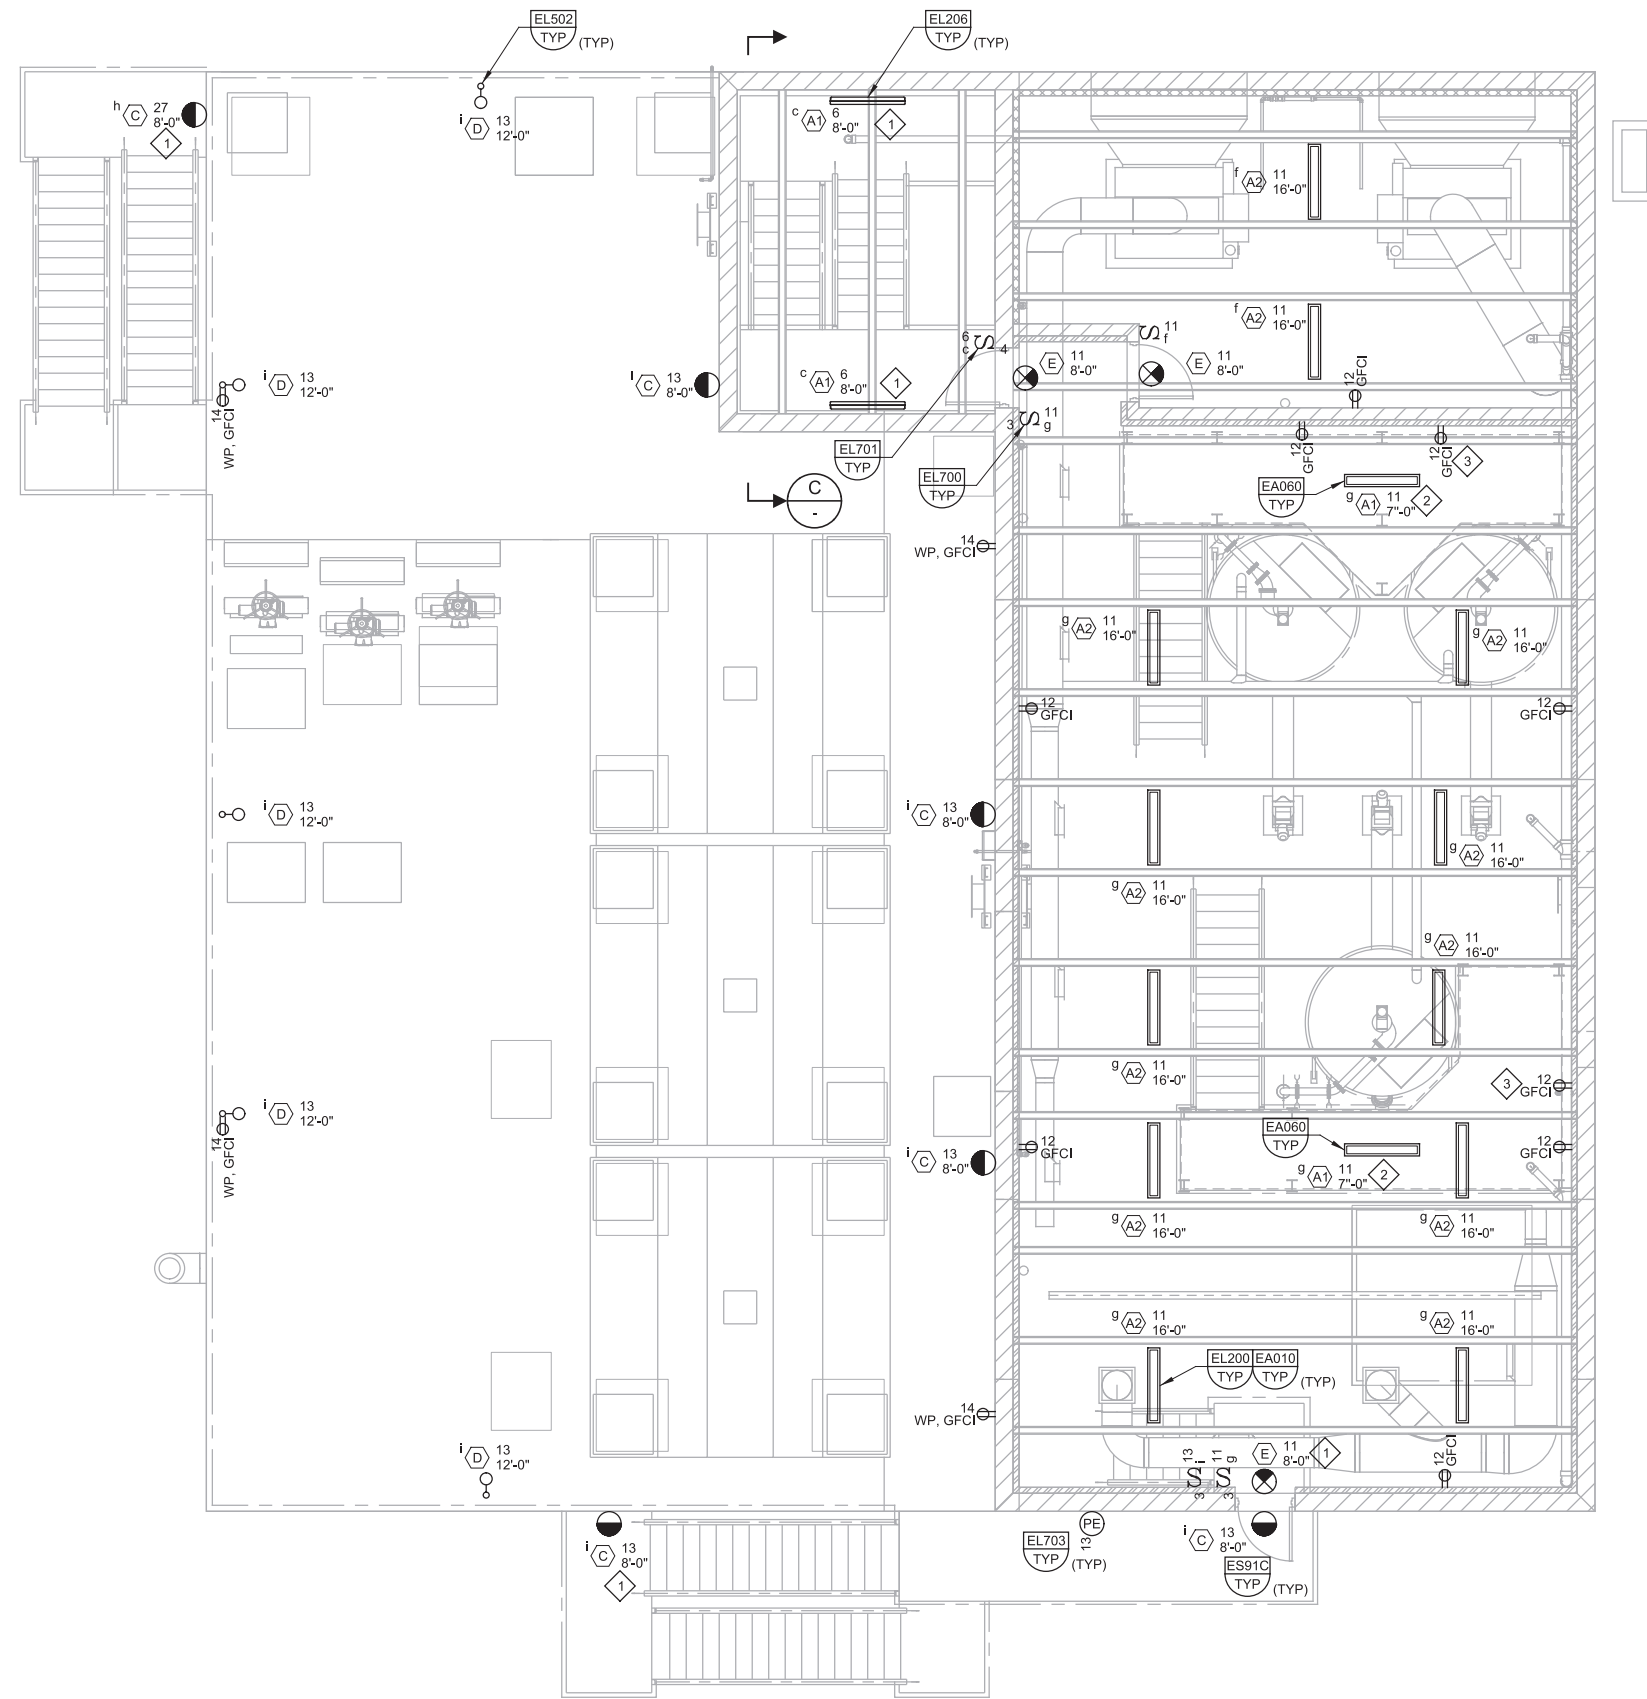 EL502
TYP
(TYP)
EL206
TYP
(TYP)
h
C
27
8'-0"
1
i
D
13
12'-0"
c
A1
6
8'-0"
1
f
A2
11
16'-0"
f
A2
11
16'-0"
6
c
S
4
S
11
f
E
11
8'-0"
E
11
8'-0"
i
D
13
12'-0"
14
WP, GFCI
I
C
13
8'-0"
c
A1
6
8'-0"
1
12
GFCI
3
S
11
g
EL701
TYP
EL700
TYP
12
GFCI
12
GFCI
3
EA060
TYP
g
A1
11
7"-0"
2
C
-
14
WP, GFCI
g
A2
11
16'-0"
g
A2
11
16'-0"
12
GFCI
12
GFCI
i
D
13
12'-0"
i
C
13
8'-0"
g
A2
11
16'-0"
g
A2
11
16'-0"
g
A2
11
16'-0"
g
A2
11
16'-0"
3
12
GFCI
i
D
13
12'-0"
14
WP, GFCI
i
C
13
8'-0"
12
GFCI
EA060
TYP
12
GFCI
g
A1
11
7"-0"
2
g
A2
11
16'-0"
g
A2
11
16'-0"
g
A2
11
16'-0"
g
A2
11
16'-0"
EL200
TYP
EA010
TYP
(TYP)
14
WP, GFCI
i
D
13
12'-0"
13
i
S
3
11
g
S
3
E
11
8'-0"
1
12
GFCI
i
C
13
8'-0"
1
EL703
TYP
(TYP)
PE
13
i
C
13
8'-0"
ES91C
TYP
(TYP)